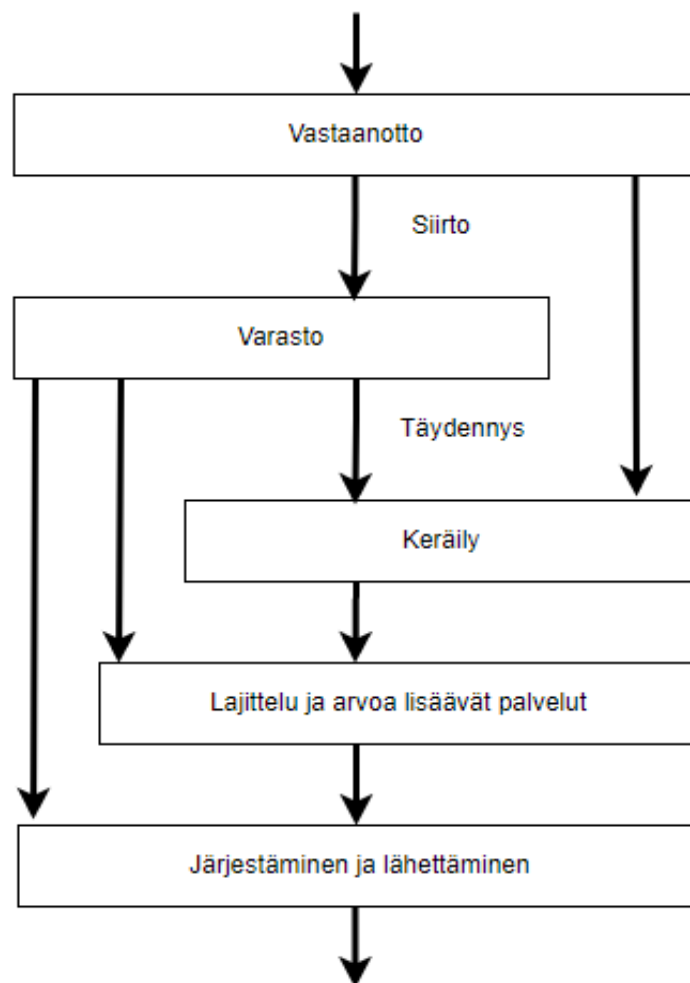 Vastaanotto
Siirto
Varasto
Täydennys
Keräily
Lajittelu ja arvoa lisäävät palvelut
Järjestäminen ja lähettäminen